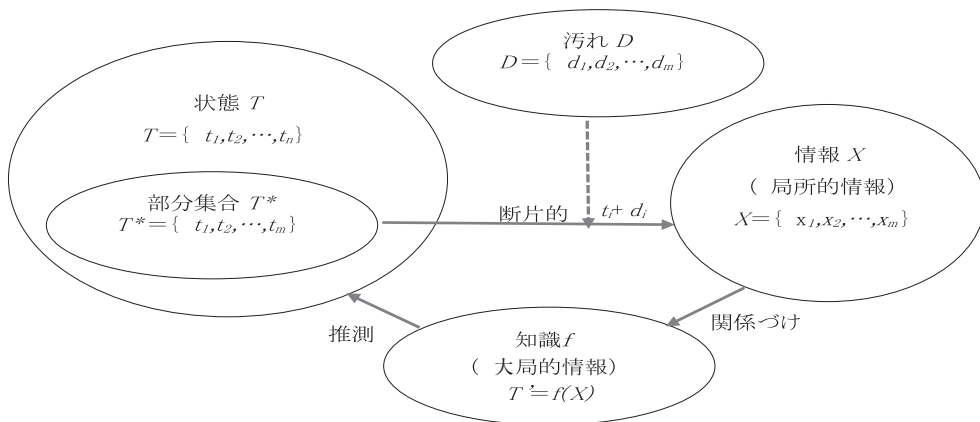 汚れ D
D={ d1,d2,…,dm}
状態 T
T={ t1,t2,…,tn}
部分集合 T*
T*={ t1,t2,…,tm}
断片的
ti+ di
情報 X
( 局所的情報)
X={ x1,x2,…,xm}
推測
関係づけ
知識f
( 大局的情報)
T’=f(X)